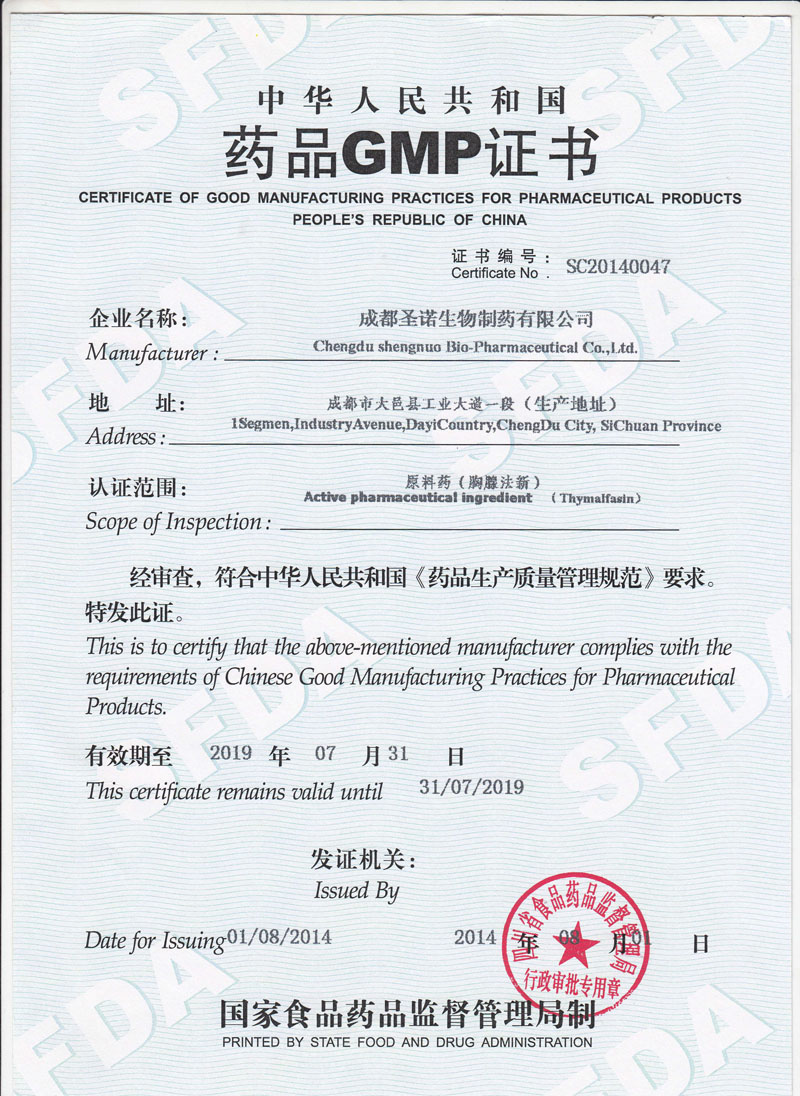 中华人民共和国
药品GMP证书
CERTIFICATE OF GOOD MANUFACTURING PRACTICES FOR PHARMACEUTICAL PRODUCTS
PEOPLE'S REPUBLIC OF CHINA
证书编号:
Certificate No . SC20140047
企业名称: 成都圣诺生物制药有限公司
Manufacturer : Chengdu shengnuo Bio-Pharmaceutical Co.,Ltd.
地 址: 成都市大邑县工业大道一段（生产地址）
Address : 1Segmen,IndustryAvenue,DayiCountry,ChengDu City, SiChuan Province
认证范围: 原料药（胸腺法新）
Active pharmaceutical ingredient （Thymalfasin）
Scope of Inspection :
经审查，符合中华人民共和国《药品生产质量管理规范》要求。
特发此证。
This is to certify that the above-mentioned manufacturer complies with the
requirements of Chinese Good Manufacturing Practices for Pharmaceutical
Products.
有效期至 2019 年 07 月 31 日
This certificate remains valid until 31/07/2019
发证机关:
Issued By
Date for Issuing 01/08/2014 2014 年 08 月 01 日
四川省食品药品监督管理局
行政审批专用章
国家食品药品监督管理局制
PRINTED BY STATE FOOD AND DRUG ADMINISTRATION
SFDA
SFDA
SFDA
SFDA
SFDA
SFDA
SFDA
SFDA